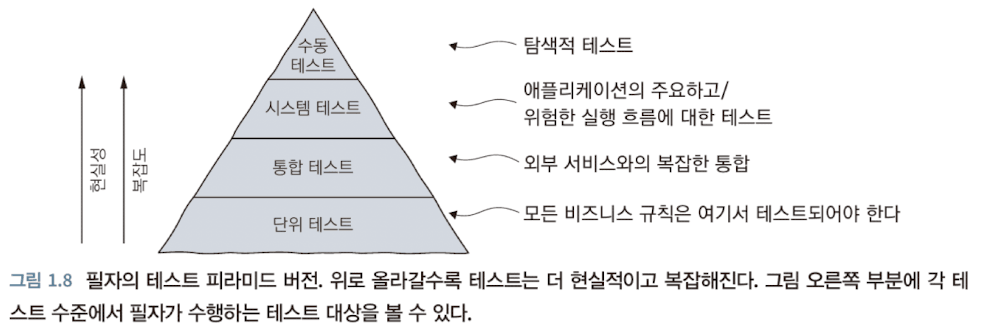 수동
테스트
탐색적 테스트
시스템 테스트
애플리케이션의 주요하고/
위험한 실행 흐름에 대한 테스트
통합 테스트
외부 서비스와의 복잡한 통합
단위 테스트
모든 비즈니스 규칙은 여기서 테스트되어야 한다
현실성
복잡도
그림 1.8 필자의 테스트 피라미드 버전. 위로 올라갈수록 테스트는 더 현실적이고 복잡해진다. 그림 오른쪽 부분에 각 테
스트 수준에서 필자가 수행하는 테스트 대상을 볼 수 있다.